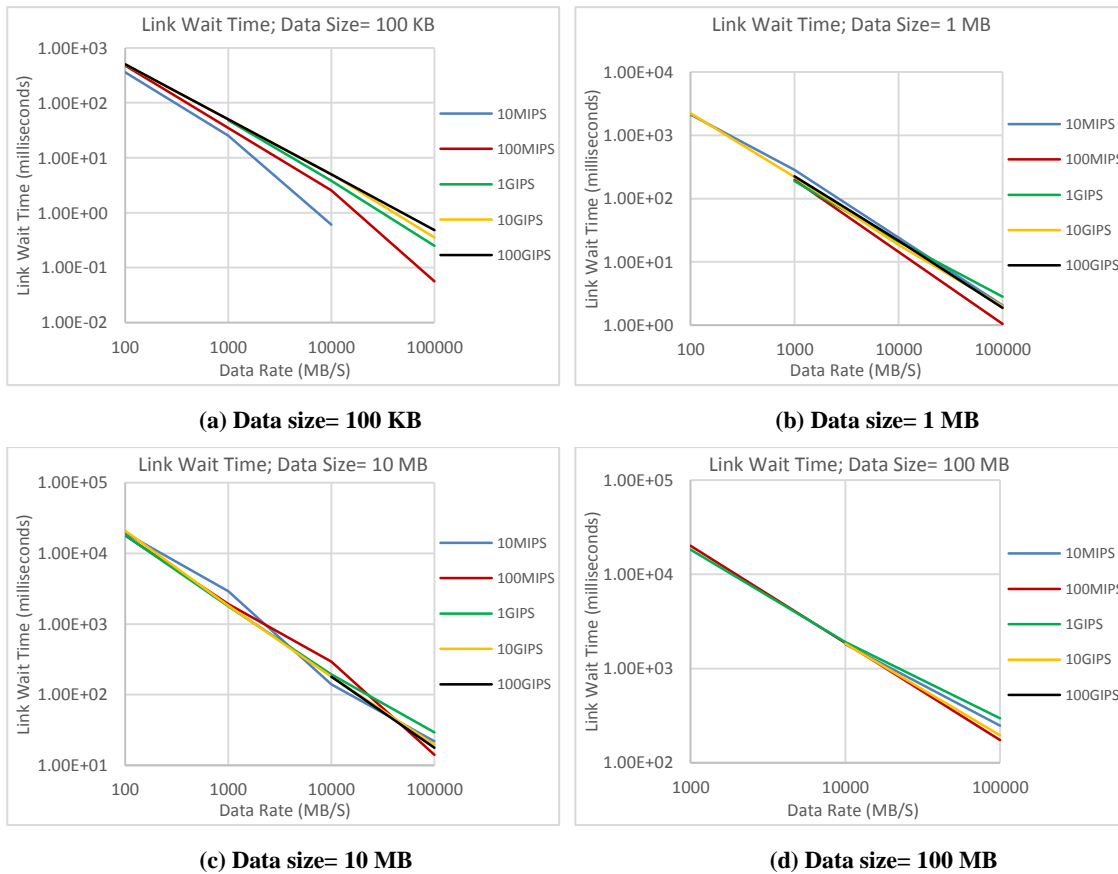 Link Wait Time; Data Size= 100 KB
Link Wait Time (milliseconds)
1.00E+03
1.00E+02
1.00E+01
1.00E+00
1.00E-01
1.00E-02
100 1000 10000 100000
Data Rate (MB/S)
10MIPS
100MIPS
1GIPS
10GIPS
100GIPS
(a) Data size= 100 KB
Link Wait Time; Data Size= 1 MB
Link Wait Time (milliseconds)
1.00E+04
1.00E+03
1.00E+02
1.00E+01
1.00E+00
100 1000 10000 100000
Data Rate (MB/S)
10MIPS
100MIPS
1GIPS
10GIPS
100GIPS
(b) Data size= 1 MB
Link Wait Time; Data Size= 10 MB
Link Wait Time (milliseconds)
1.00E+05
1.00E+04
1.00E+03
1.00E+02
1.00E+01
100 1000 10000 100000
Data Rate (MB/S)
10MIPS
100MIPS
1GIPS
10GIPS
100GIPS
(c) Data size= 10 MB
Link Wait Time; Data Size= 100 MB
Link Wait Time (milliseconds)
1.00E+05
1.00E+04
1.00E+03
1.00E+02
1000 10000 100000
Data Rate (MB/S)
10MIPS
100MIPS
1GIPS
10GIPS
100GIPS
(d) Data size= 100 MB